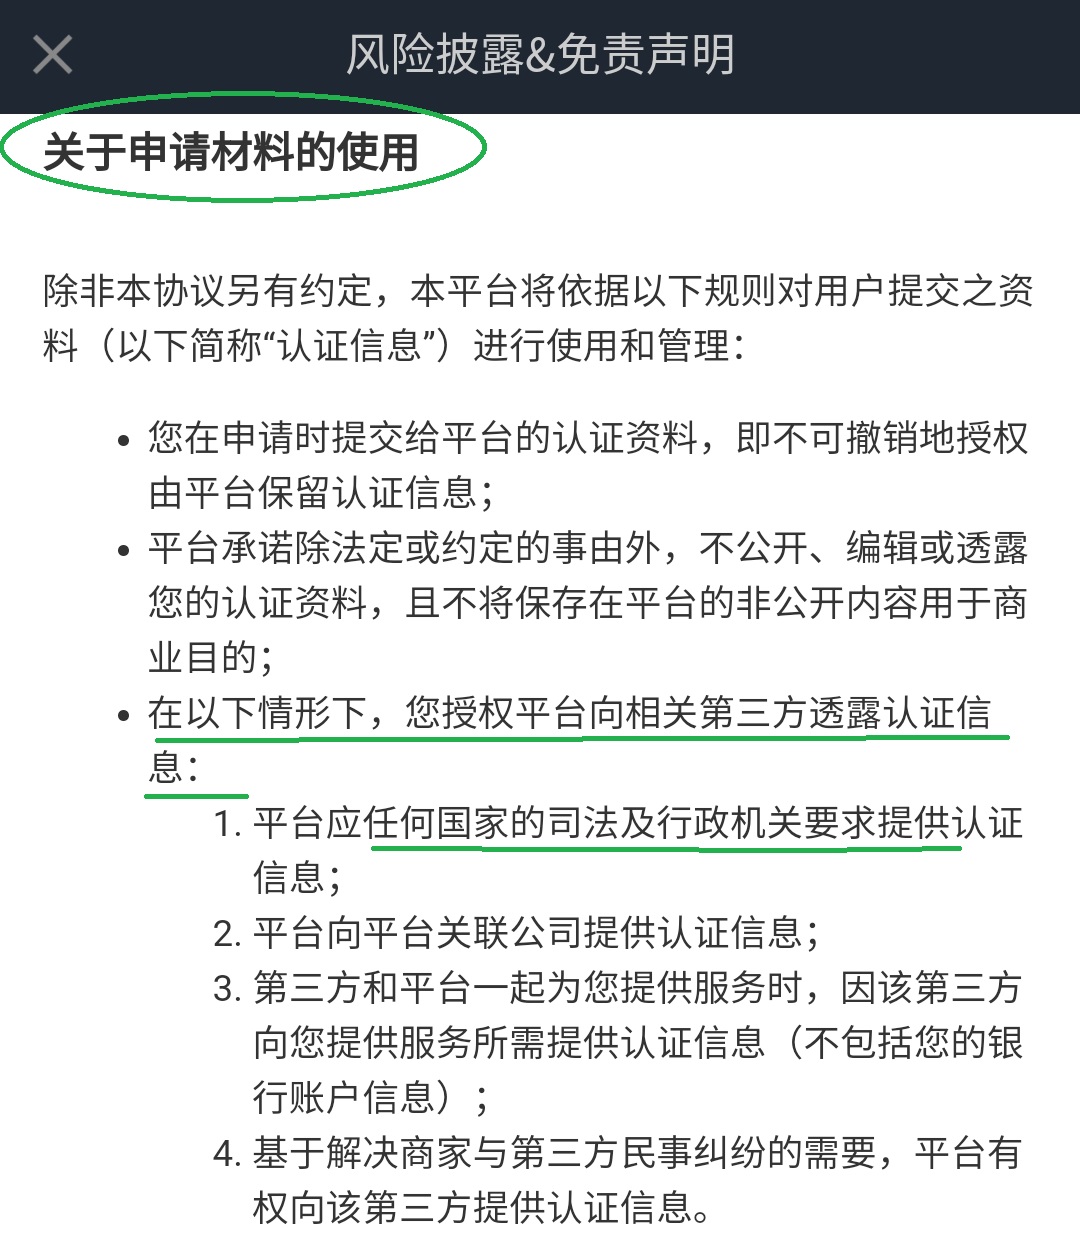 风险披露&免责声明
关于申请材料的使用
除非本协议另有约定，本平台将依据以下规则对用户提交之资
料（以下简称“认证信息”）进行使用和管理：
• 您在申请时提交给平台的认证资料，即不可撤销地授权
由平台保留认证信息；
• 平台承诺除法定或约定的事由外，不公开、编辑或透露
您的认证资料，且不将保存在平台的非公开内容用于商
业目的；
• 在以下情形下，您授权平台向相关第三方透露认证信
息：
1. 平台应任何国家的司法及行政机关要求提供认证
信息；
2. 平台向平台关联公司提供认证信息；
3. 第三方和平台一起为您提供服务时，因该第三方
向您提供服务所需提供认证信息（不包括您的银
行账户信息）；
4. 基于解决商家与第三方民事纠纷的需要，平台有
权向该第三方提供认证信息。